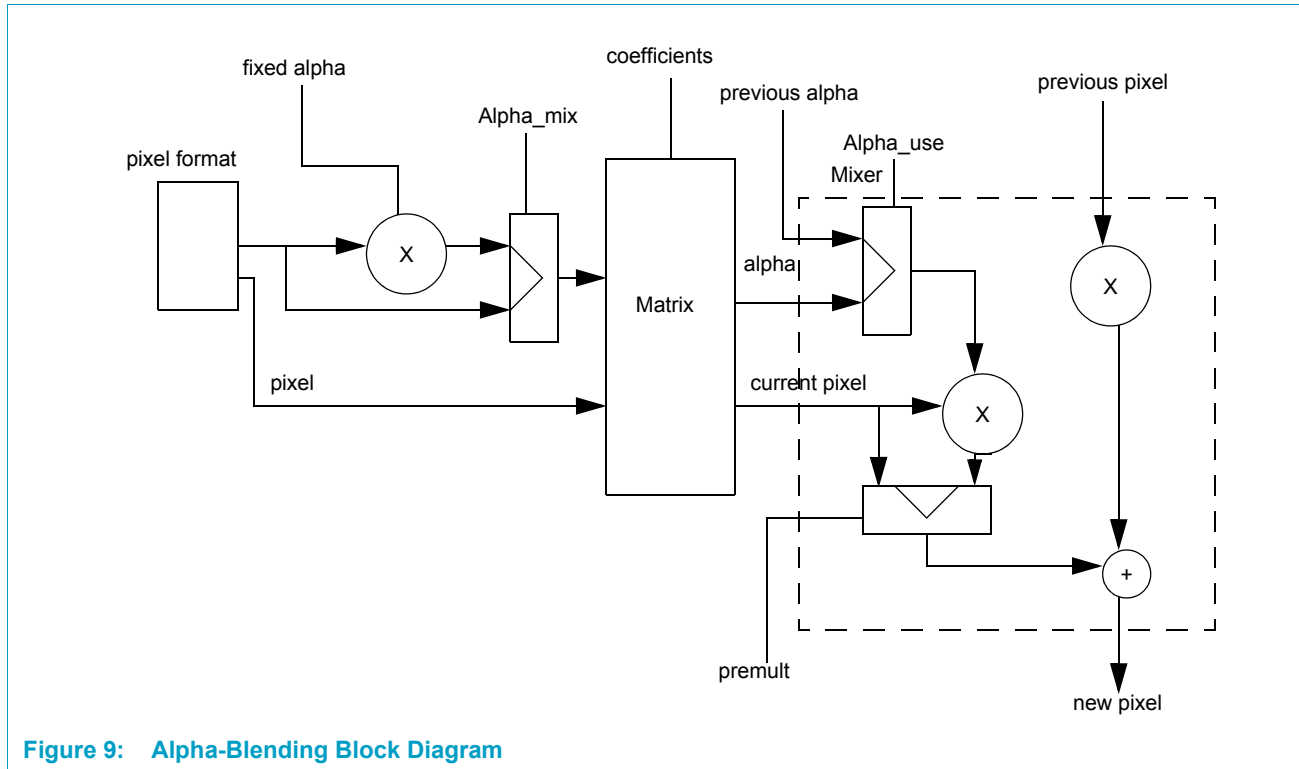 coefficients
fixed alpha
previous alpha
previous pixel
Alpha_mix
Alpha_use
pixel format
Mixer
X
alpha
X
Matrix
pixel
current pixel
X
+
premult
new pixel
Figure 9: Alpha-Blending Block Diagram